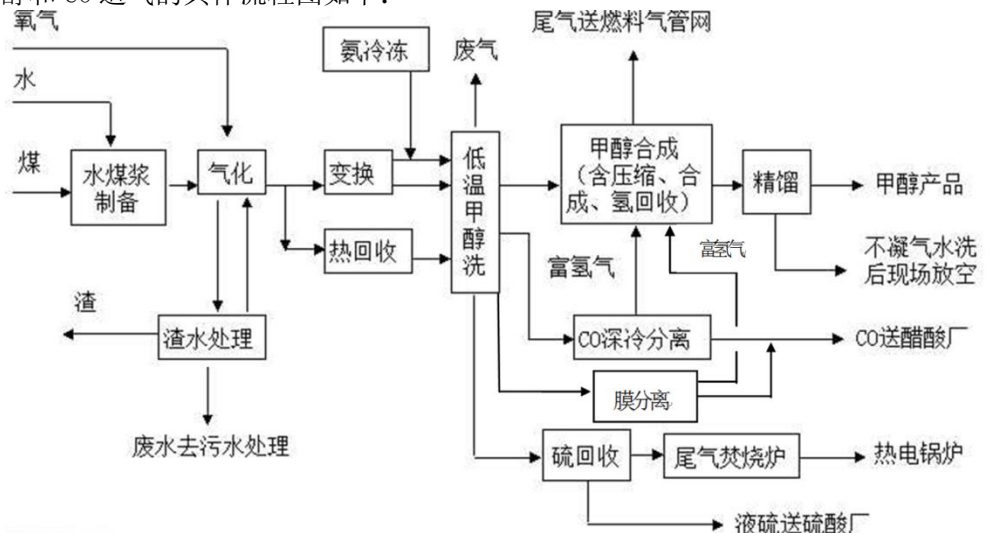 氧气
水
煤
水煤浆
制备
气化
渣
渣水处理
废水去污水处理
氨冷冻
变换
热回收
废气
低
温
甲
醇
洗
尾气送燃料气管网
甲醇合成
（含压缩、合
成、氢回收）
富氢气
富氢气
精馏
甲醇产品
不凝气水洗
后现场放空
CO深冷分离
CO送醋酸厂
膜分离
硫回收
尾气焚烧炉
热电锅炉
液硫送硫酸厂